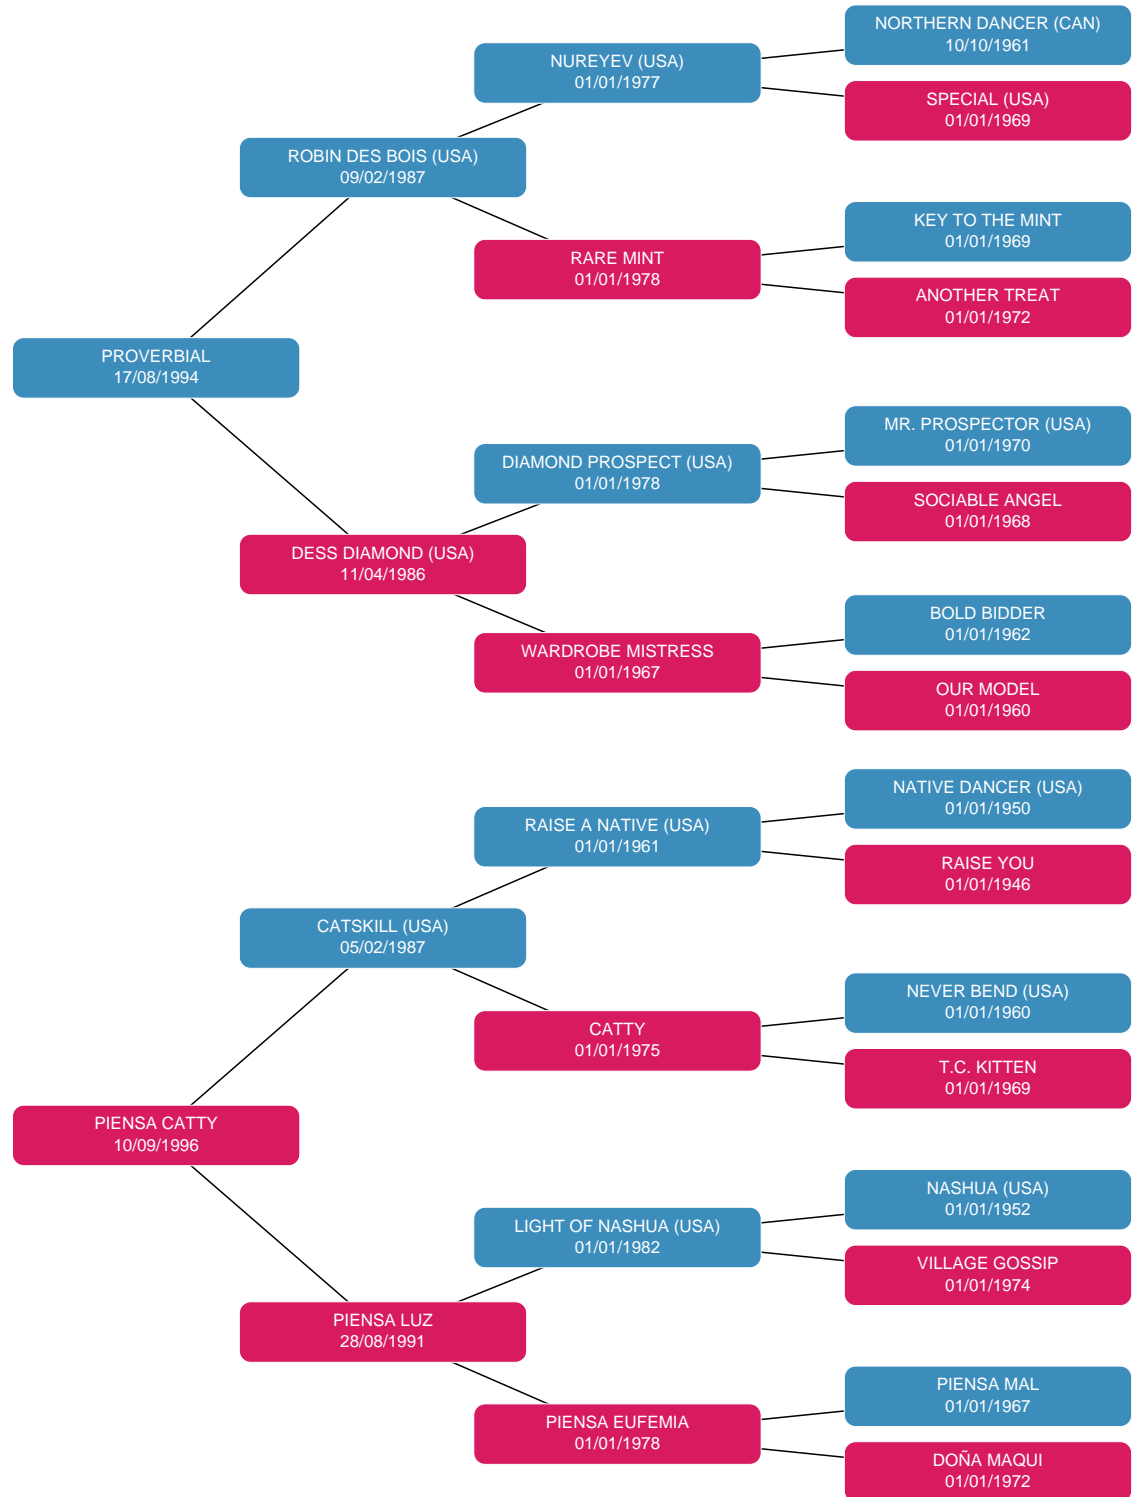 NORTHERN DANCER (CAN)
10/10/1961
NUREYEV (USA)
01/01/1977
SPECIAL (USA)
01/01/1969
ROBIN DES BOIS (USA)
09/02/1987
KEY TO THE MINT
01/01/1969
RARE MINT
01/01/1978
ANOTHER TREAT
01/01/1972
PROVERBIAL
17/08/1994
MR. PROSPECTOR (USA)
01/01/1970
DIAMOND PROSPECT (USA)
01/01/1978
SOCIABLE ANGEL
01/01/1968
DESS DIAMOND (USA)
11/04/1986
BOLD BIDDER
01/01/1962
WARDROBE MISTRESS
01/01/1967
OUR MODEL
01/01/1960
NATIVE DANCER (USA)
01/01/1950
RAISE A NATIVE (USA)
01/01/1961
RAISE YOU
01/01/1946
CATSKILL (USA)
05/02/1987
NEVER BEND (USA)
01/01/1960
CATTY
01/01/1975
T.C. KITTEN
01/01/1969
PIENSA CATTY
10/09/1996
NASHUA (USA)
01/01/1952
LIGHT OF NASHUA (USA)
01/01/1982
VILLAGE GOSSIP
01/01/1974
PIENSA LUZ
28/08/1991
PIENSA MAL
01/01/1967
PIENSA EUFEMIA
01/01/1978
DOÑA MAQUI
01/01/1972